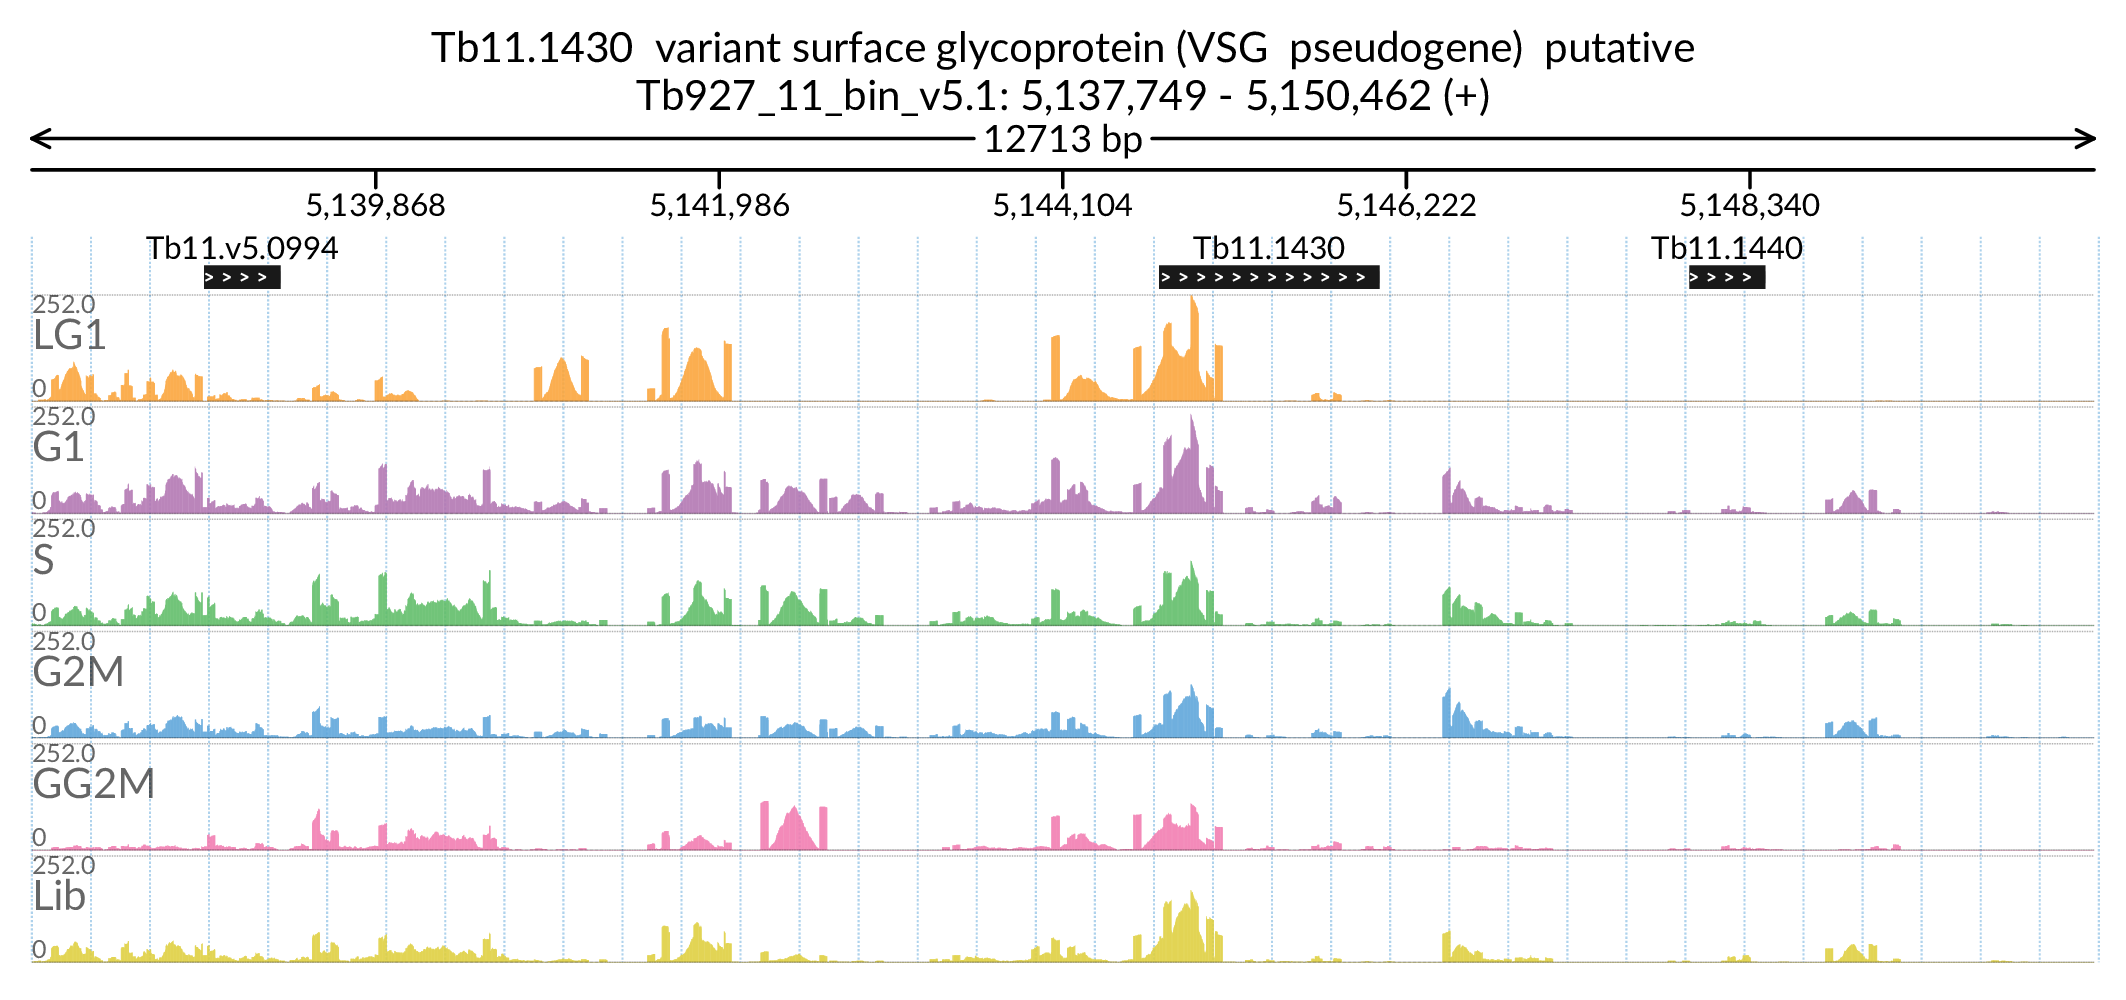 Tb11.1430 variant surface glycoprotein (VSG pseudogene) putative
Tb927_11_bin_v5.1: 5,137,749 - 5,150,462 (+)
12713 bp
5,139,868 5,141,986 5,144,104 5,146,222 5,148,340
Tb11.v5.0994 Tb11.1430 Tb11.1440
> > > > > > > > > > > > > > > > > > > >
252.0
LG1
0
252.0
G1
0
252.0
S
0
252.0
G2M
0
252.0
GG2M
0
252.0
Lib
0